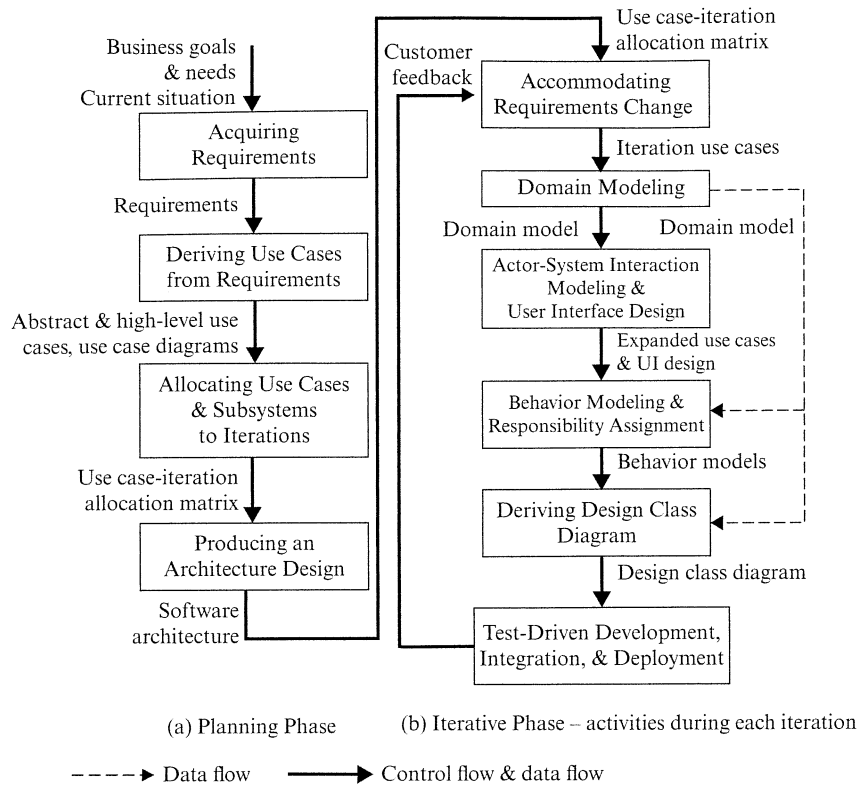 Business goals
& needs
Current situation
Acquiring
Requirements
Requirements
Deriving Use Cases
from Requirements
Abstract & high-level use
cases, use case diagrams
Allocating Use Cases
& Subsystems
to Iterations
Use case-iteration
allocation matrix
Producing an
Architecture Design
Software
architecture
Use case-iteration
allocation matrix
Customer
feedback
Accommodating
Requirements Change
Iteration use cases
Domain Modeling
Domain model
Domain model
Actor-System Interaction
Modeling &
User Interface Design
Expanded use cases
& UI design
Behavior Modeling &
Responsibility Assignment
Behavior models
Deriving Design Class
Diagram
Design class diagram
Test-Driven Development,
Integration, & Deployment
(a) Planning Phase
(b) Iterative Phase – activities during each iteration
Data flow
Control flow & data flow